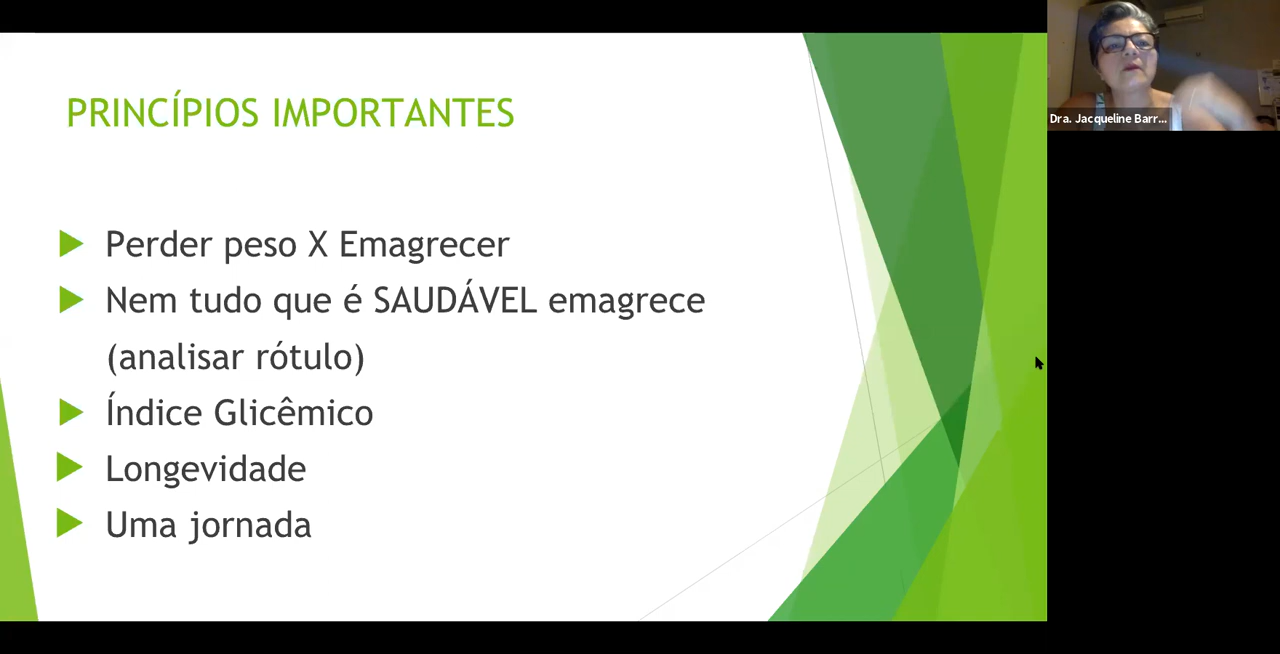 PRINCÍPIOS IMPORTANTES
Perder peso X Emagrecer
Nem tudo que é SAUDÁVEL emagrece
(analisar rótulo)
Índice Glicêmico
Longevidade
Uma jornada
Dra. Jacqueline Barr...